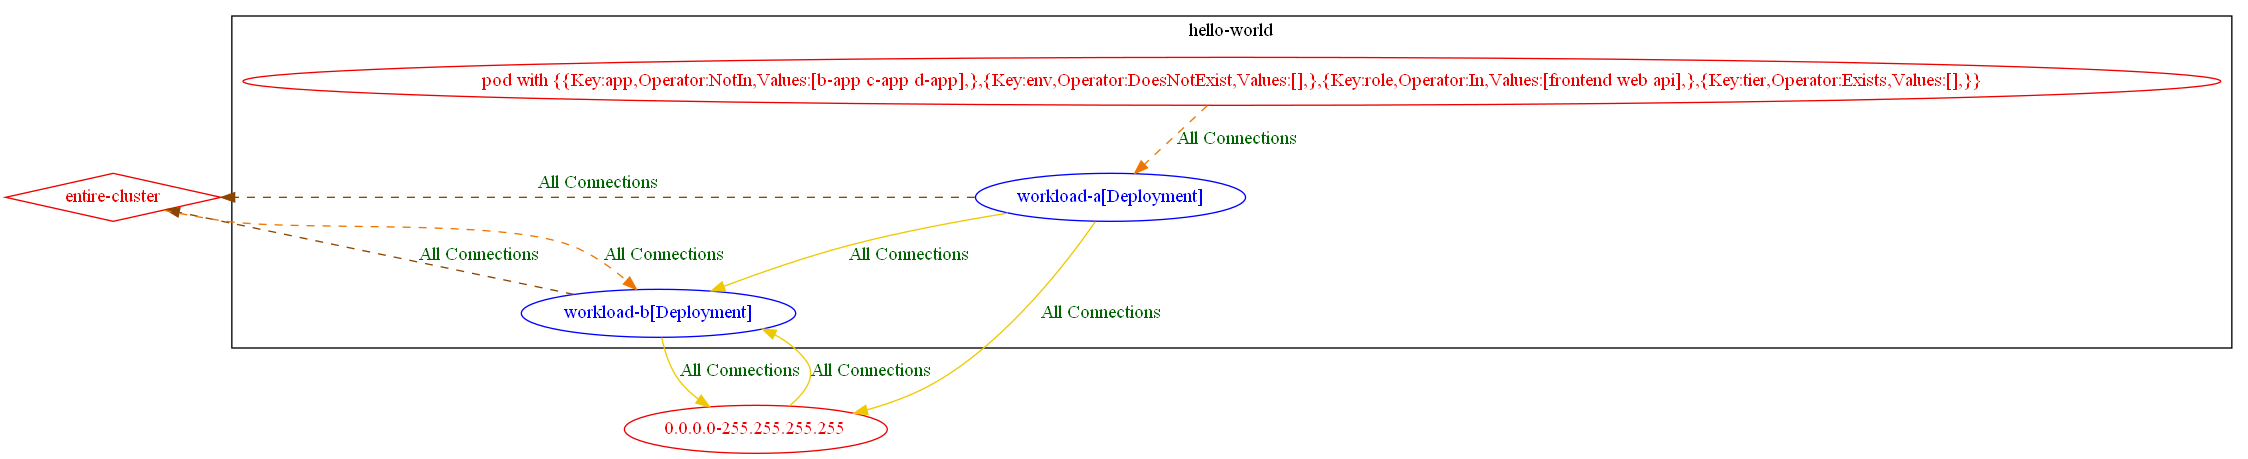 hello-world
pod with {{Key:app,Operator:NotIn,Values:[b-app c-app d-app],},{Key:env,Operator:DoesNotExist,Values:[],},{Key:role,Operator:In,Values:[frontend web api],},{Key:tier,Operator:Exists,Values:[],}}
All Connections
All Connections
entire-cluster
workload-a[Deployment]
All Connections
All Connections
All Connections
workload-b[Deployment]
All Connections
All Connections
All Connections
0.0.0.0-255.255.255.255